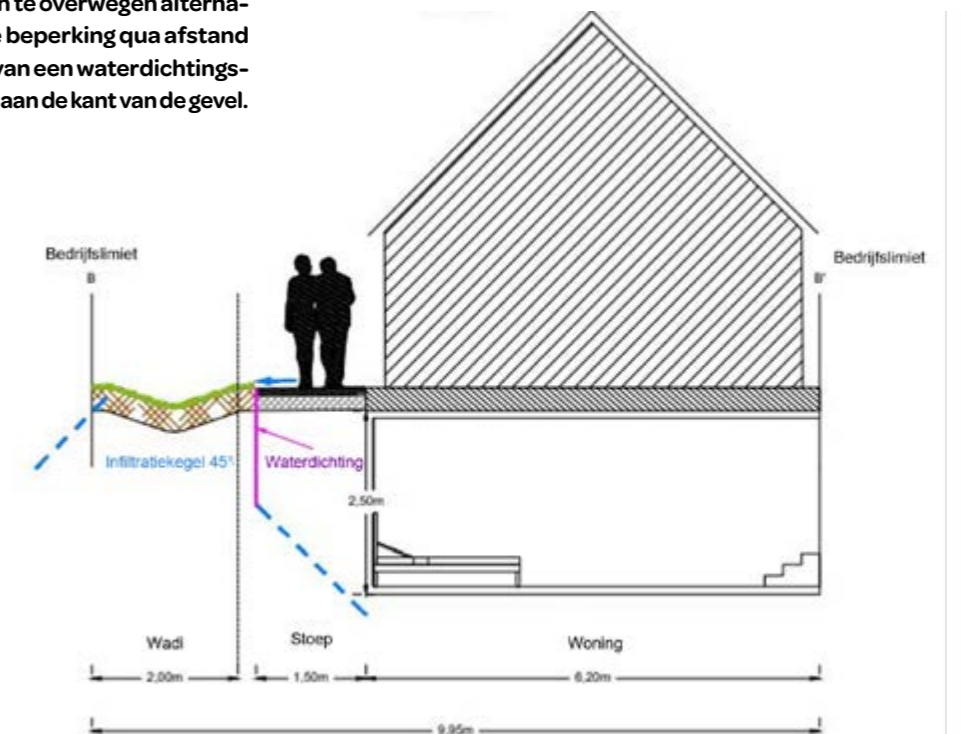 te overwegen alterna-
beperking qua afstand
van een waterdichtings-
aan de kant van de gevel.
Bedrijfslimiet
B
Bedrijfslimiet
B'
Infiltratiekegel 45°
Waterdichting
2,50m
Wadi
Stoep
Woning
2,00m
1,50m
6,20m
9,95m